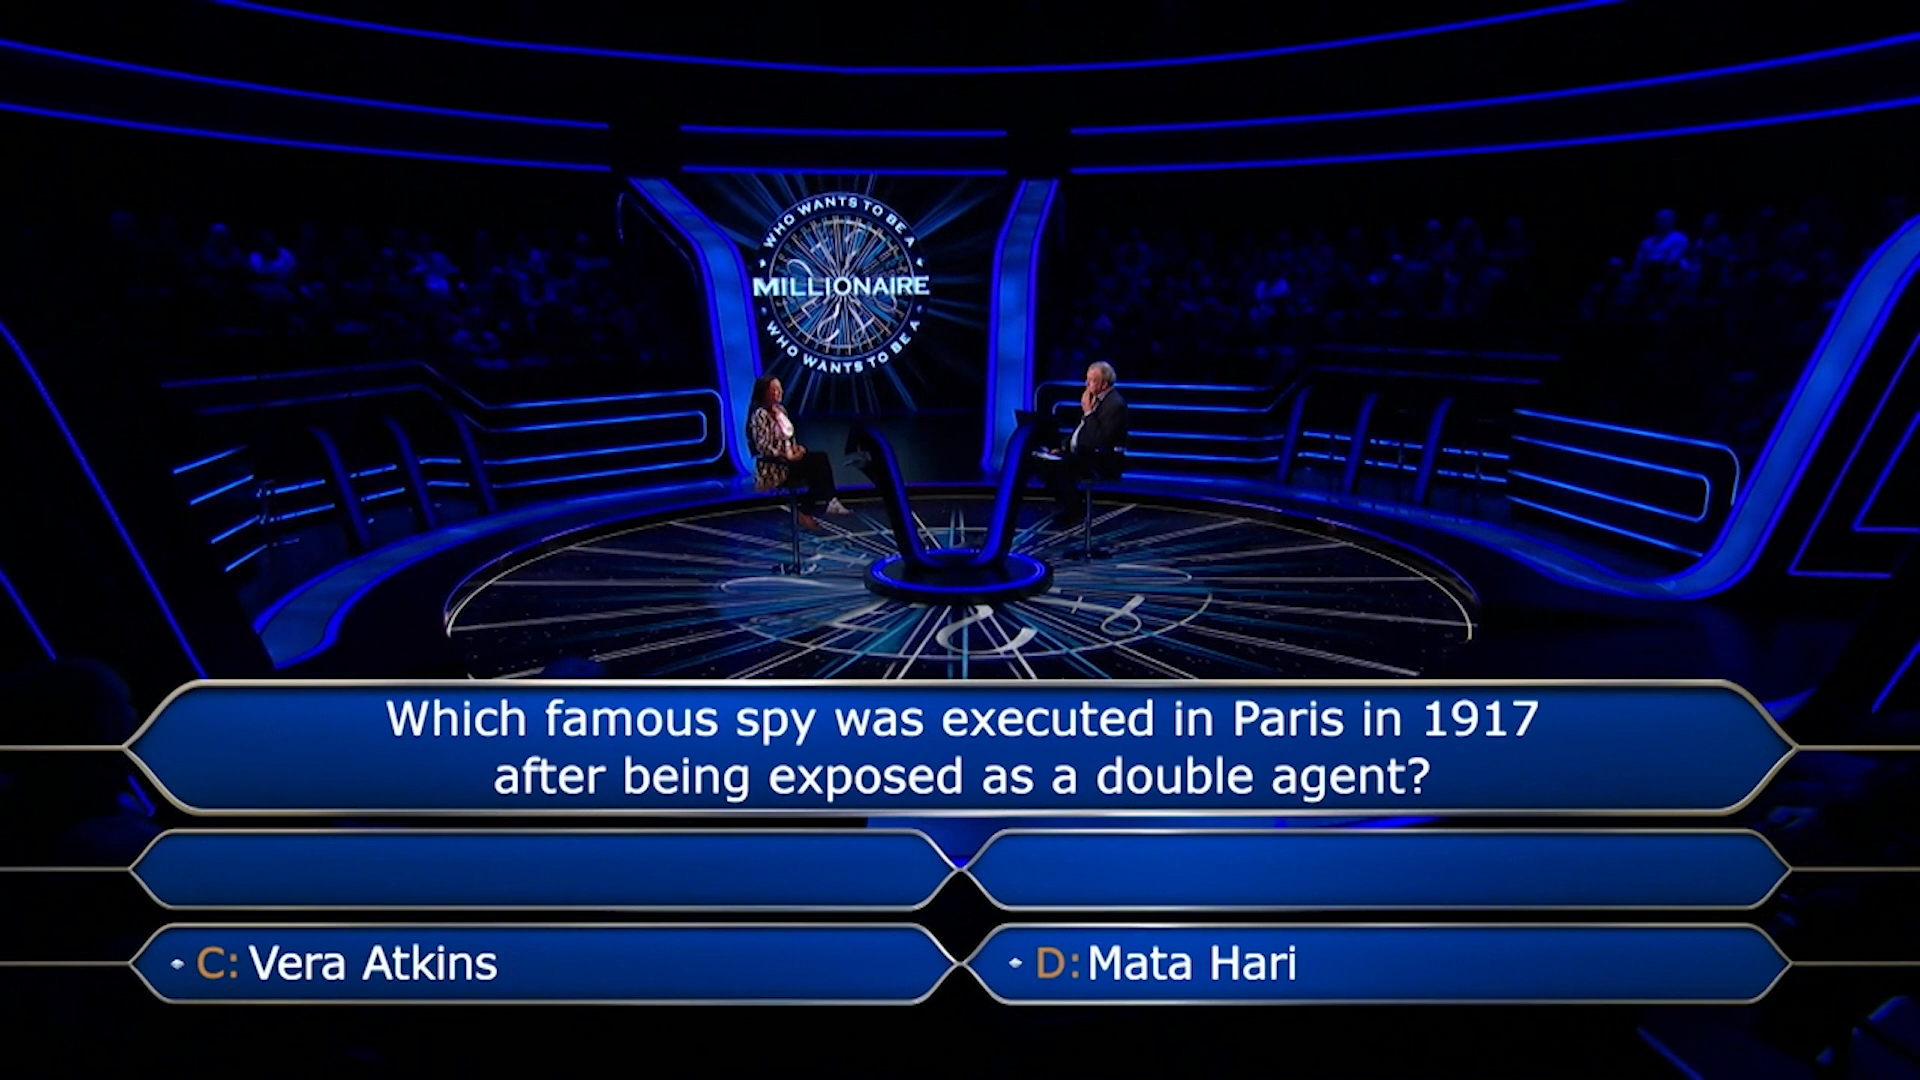 WHO WANTS TO BE A
MILLIONAIRE
WHO WANTS TO BE A
Which famous spy was executed in Paris in 1917
after being exposed as a double agent?
C: Vera Atkins
D: Mata Hari